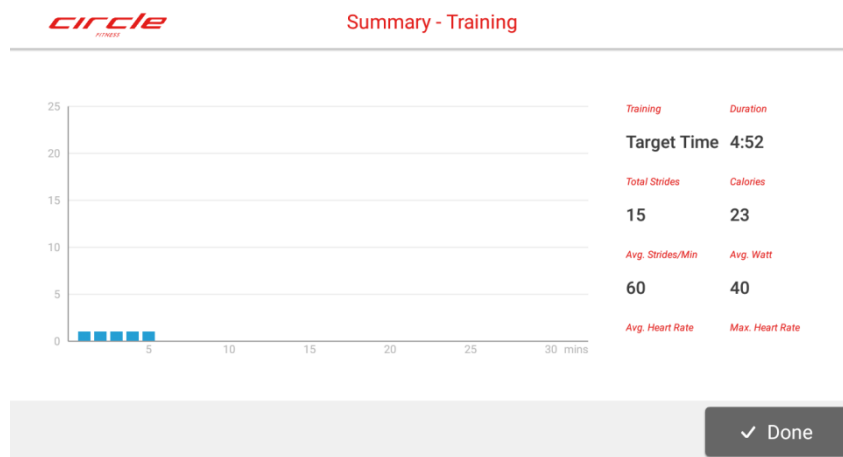 circle
FITNESS
Summary - Training
25
20
15
10
5
0
5 10 15 20 25 30 mins
Training Duration
Target Time 4:52
Total Strides Calories
15 23
Avg. Strides/Min Avg. Watt
60 40
Avg. Heart Rate Max. Heart Rate
Done